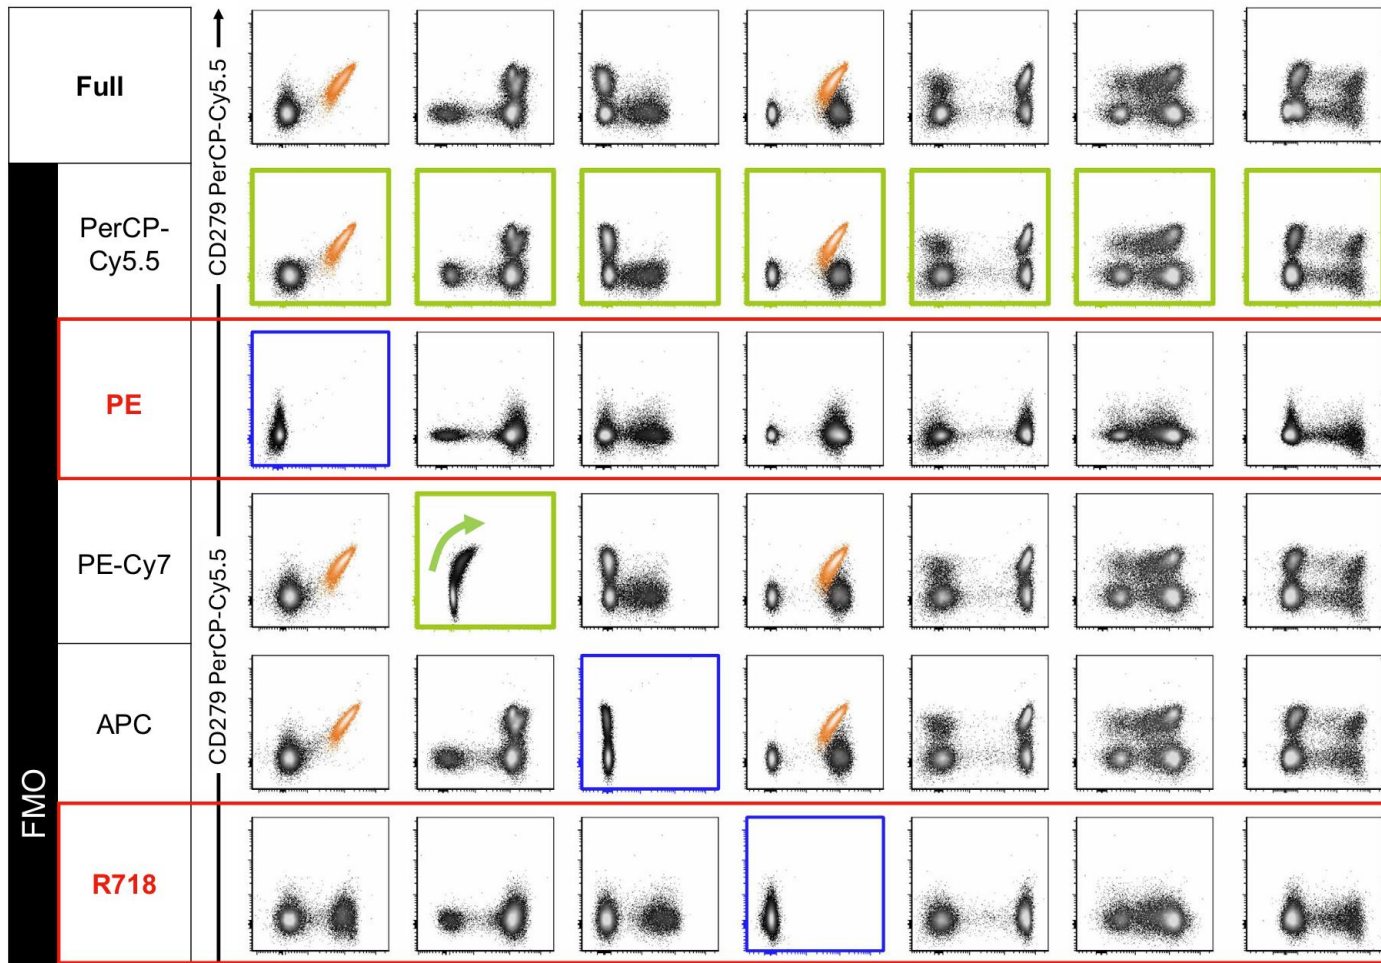 Full
CD279 PerCP-Cy5.5
PerCP-
Cy5.5
PE
PE-Cy7
CD279 PerCP-Cy5.5
APC
FMO
R718